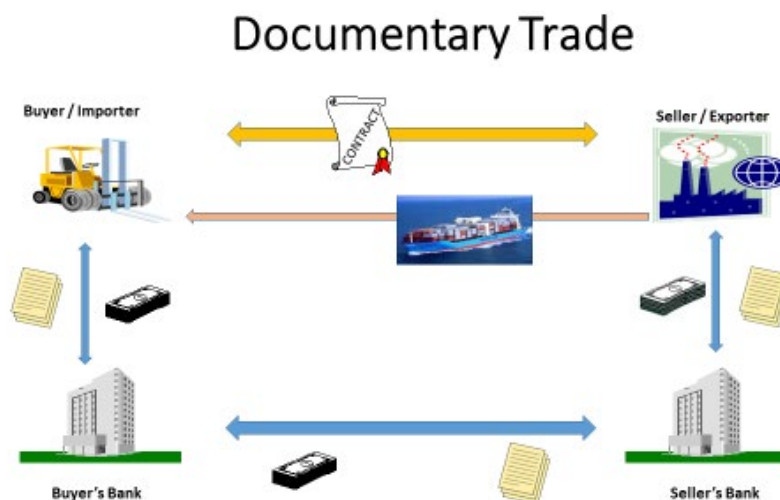 Documentary Trade
Buyer / Importer
Seller / Exporter
CONTRACT
Buyer's Bank
Seller's Bank